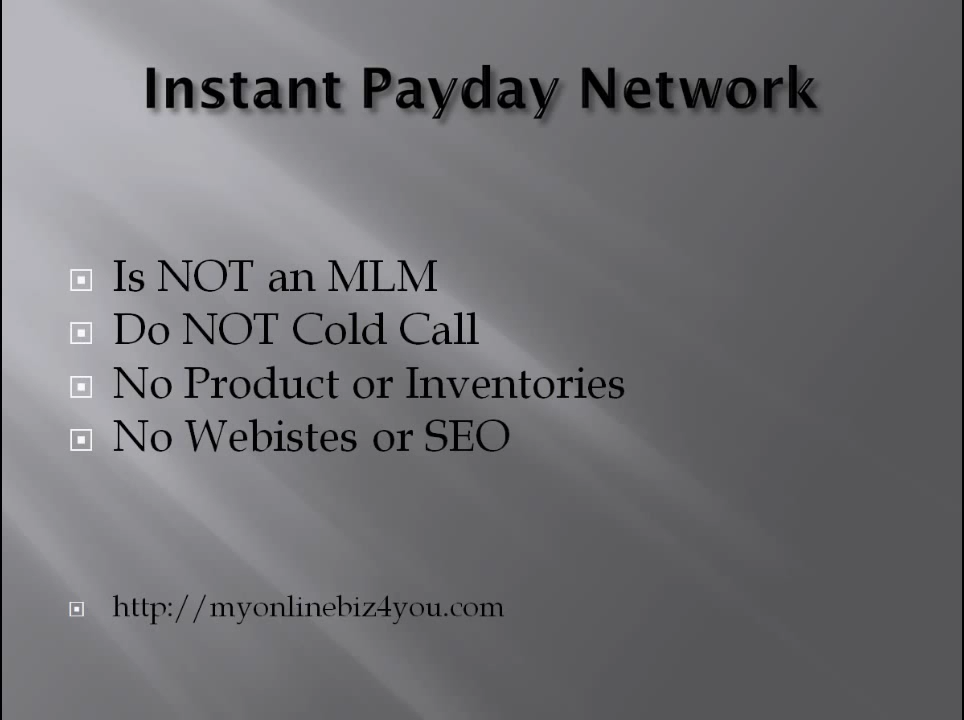 Instant Payday Network
Is NOT an MLM
Do NOT Cold Call
No Product or Inventories
No Webistes or SEO
http://myonlinebiz4you.com